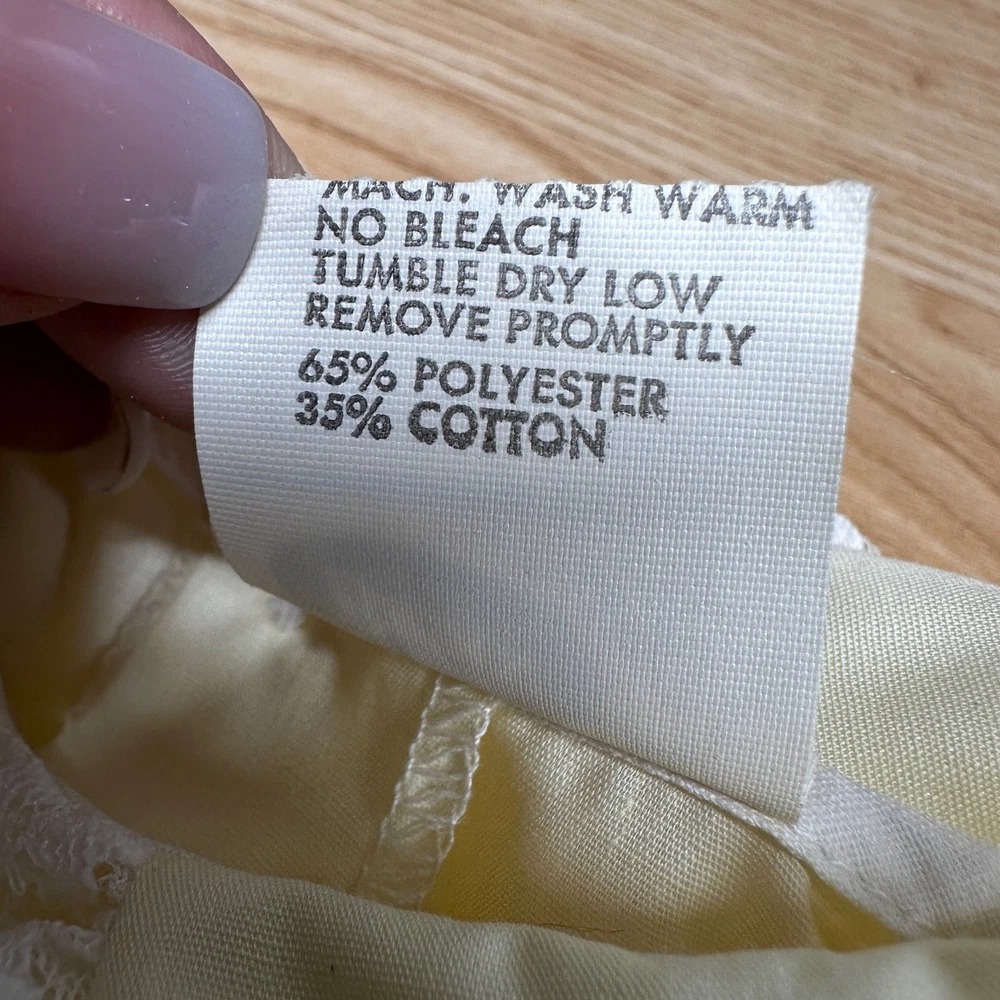 MACH. WASH WARM
NO BLEACH
TUMBLE DRY LOW
REMOVE PROMPTLY
65% POLYESTER
35% COTTON